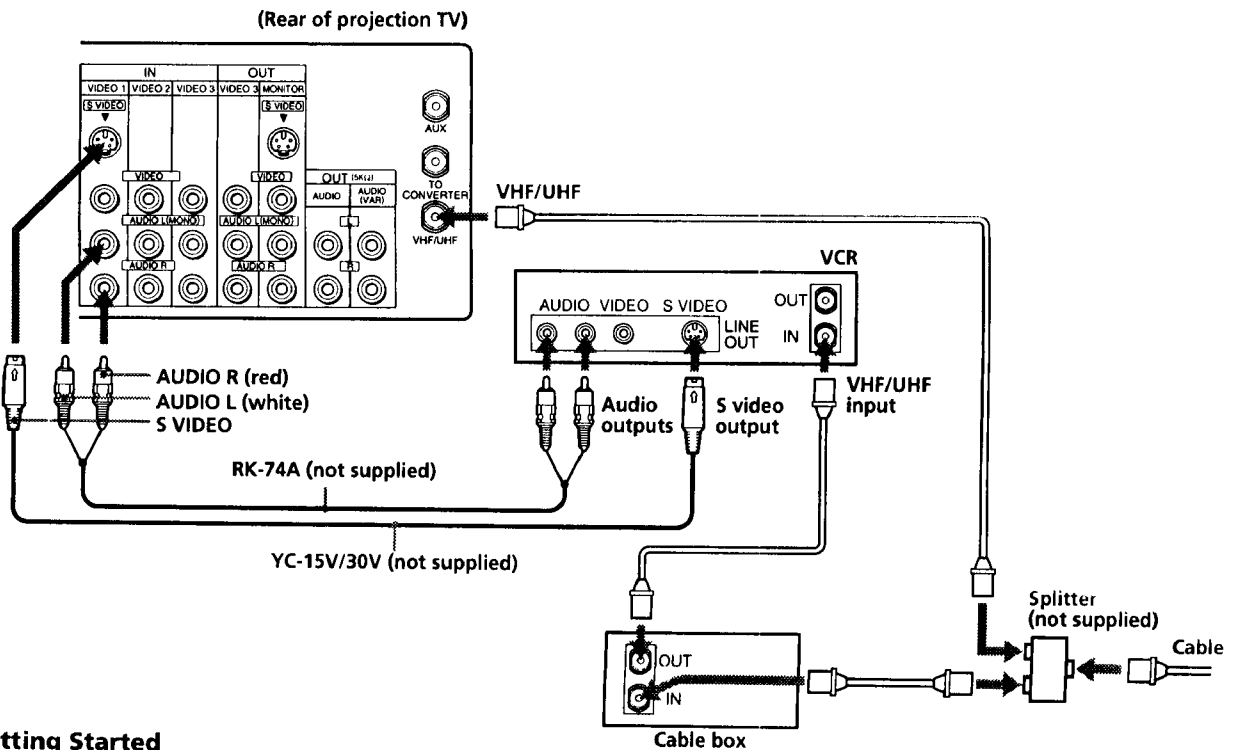 (Rear of projection TV)
IN OUT
VIDEO 1 VIDEO 2 VIDEO 3 VIDEO 3 MONITOR
S VIDEO S VIDEO
AUX
VIDEO VIDEO
OUT (5KΩ)
TO CONVERTER
AUDIO AUDIO (VAR)
VHF/UHF
AUDIO L(MONO) AUDIO L(MONO) L
VHF/UHF
AUDIO R AUDIO R R
VCR
AUDIO VIDEO S VIDEO
LINE OUT
OUT
IN
AUDIO R (red)
AUDIO L (white)
S VIDEO
Audio outputs
S video output
VHF/UHF input
RK-74A (not supplied)
YC-15V/30V (not supplied)
Splitter
(not supplied)
Cable
OUT
IN
Cable box
tting Started